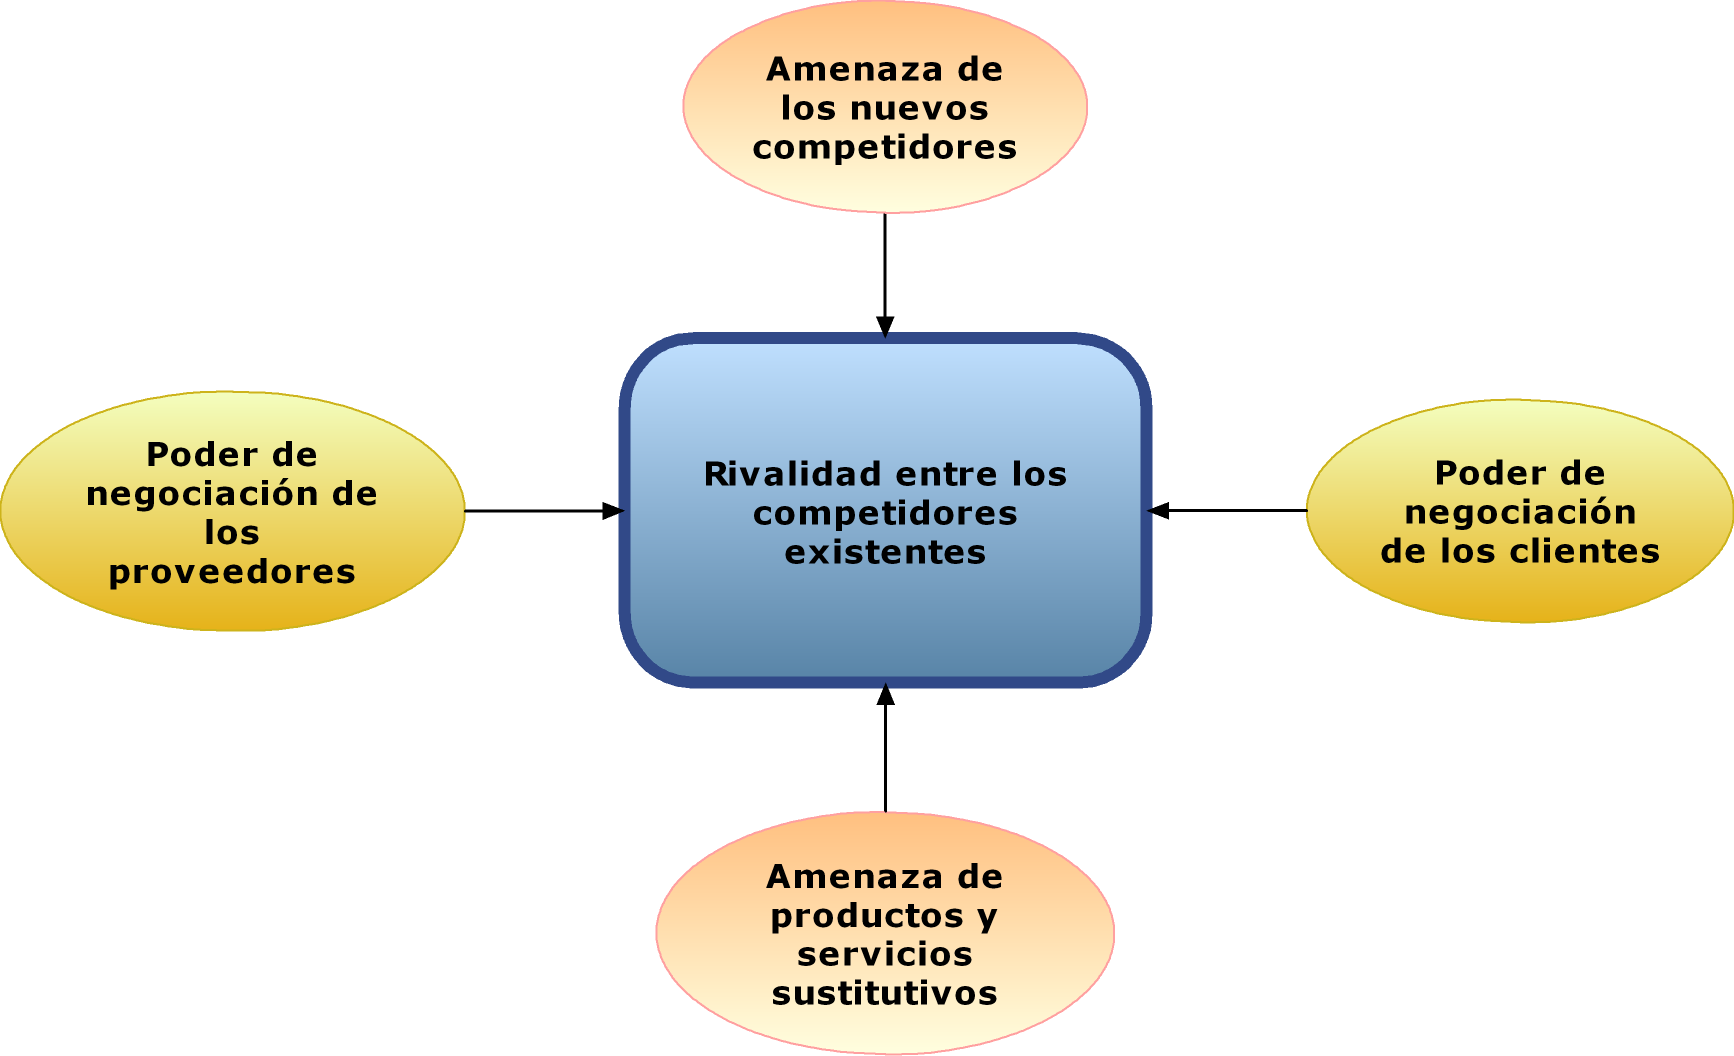 Amenaza de
los nuevos
competidores
Poder de
negociación de
los
proveedores
Rivalidad entre los
competidores
existentes
Poder de
negociación
de los clientes
Amenaza de
productos y
servicios
sustitutivos